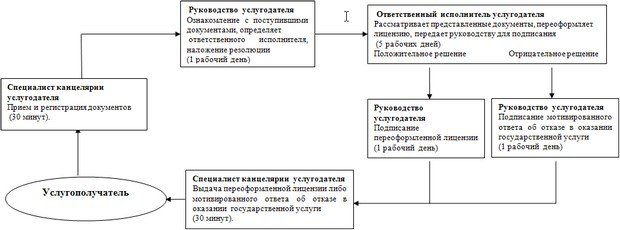 Руководство услугодателя
Ознакомление с поступившими
документами, определяет
ответственного исполнителя,
наложение резолюции
(1 рабочий день)
Ответственный исполнитель услугодателя
Рассматривает представленные документы, переоформляет
лицензию, передает руководству для подписания
(5 рабочих дней)
Положительное решение Отрицательное решение
Специалист канцелярии
услугодателя
Прием и регистрация документов
(30 минут).
Руководство
услугодателя
Подписание
переоформленной лицензии
(1 рабочий день)
Руководство услугодателя
Подписание мотивированного
ответа об отказе в оказании
государственной услуги
(1 рабочий день)
Услугополучатель
Специалист канцелярии услугодателя
Выдача переоформленной лицензии либо
мотивированного ответа об отказе в
оказании государственной услуги
(30 минут).